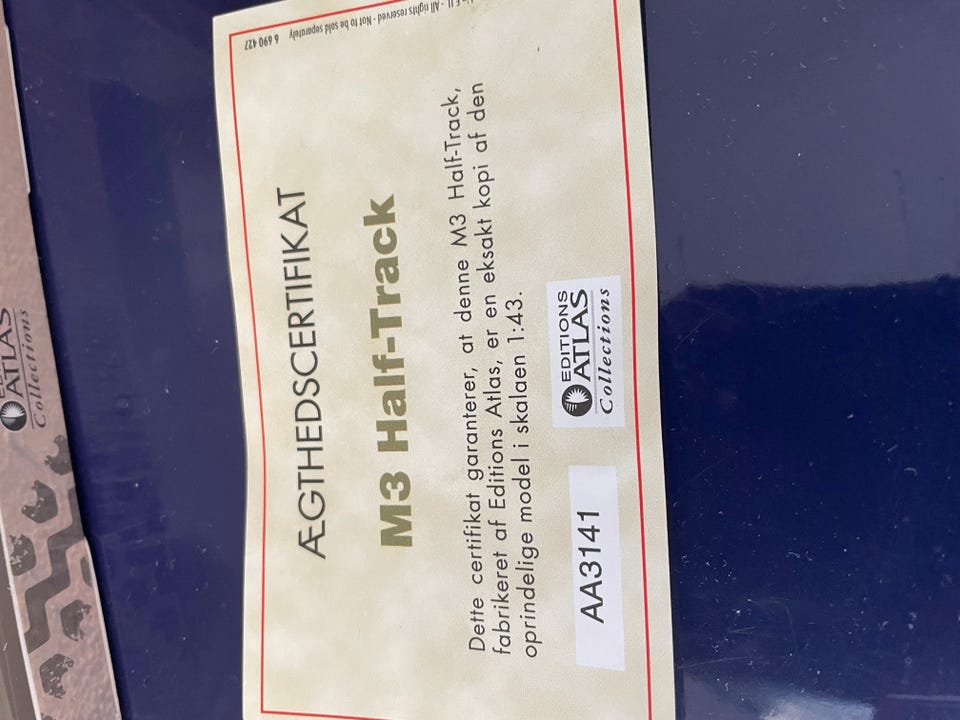 ÆGTHEDSCERTIFIKAT
M3 Half-Track
Dette certifikat garanterer, at denne M3 Half-Track,
fabrikeret af Editions Atlas, er en eksakt kopi af den
oprindelige model i skalaen 1:43.
AA3141
EDITIONS
ATLAS
Collections
All rights reserved - Not to be sold separately 6 690 427
ATLAS
Collections